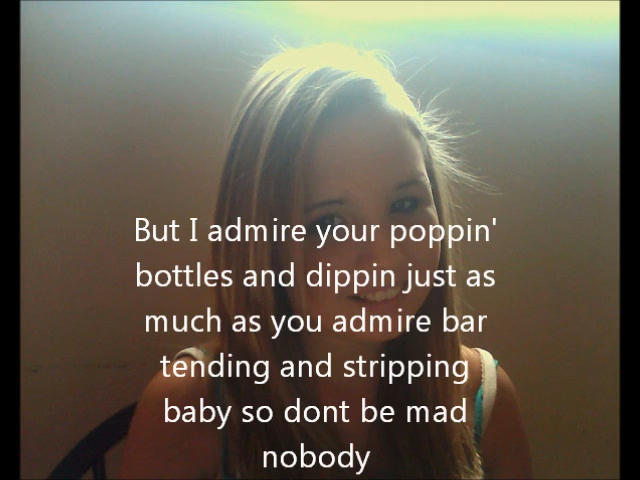 But I admire your poppin'
bottles and dippin just as
much as you admire bar
tending and stripping
baby so dont be mad
nobody